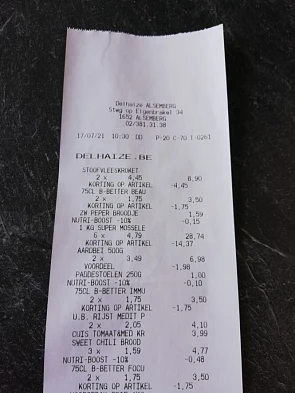 Delhaize ALSEMBERG
Stwg op Eigenbrakel 34
1652 ALSEMBERG
02/381.31.38
17/07/21 10:30 P-20 C-70 T-0261
DELHAIZE.BE
STOOFVLEESKROKET
2 x 4,45 8,90
KORTING OP ARTIKEL -4,45
75CL B-BETTER BEAU
2 x 1,75 3,50
KORTING OP ARTIKEL -1,75
ZW PEPER BROODJE 1,59
NUTRI-BOOST -10% -0,15
1 KG SUPER MOSSELE
6 x 4,79 28,74
KORTING OP ARTIKEL -14,37
AARDBEI 500G
2 x 3,49 6,98
VOORDEEL -1,98
PADDESTOELEN 250G 1,00
NUTRI-BOOST -10% -0,10
75CL B-BETTER IMMU
2 x 1,75 3,50
KORTING OP ARTIKEL -1,75
U.B. RIJST MEDIT P
2 x 2,05 4,10
CUIS TOMAAT&MED KR 3,99
SWEET CHILI BROOD
3 x 1,59 4,77
NUTRI-BOOST -10% -0,48
75CL B-BETTER FOCU
2 x 1,75 3,50
KORTING OP ARTIKEL -1,75